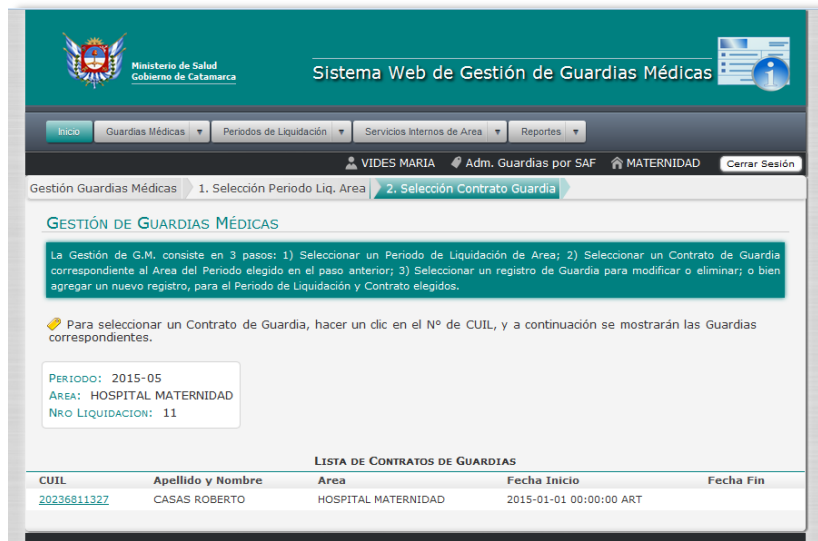 Ministerio de Salud
Gobierno de Catamarca
Sistema Web de Gestión de Guardias Médicas
Inicio Guardias Médicas Periodos de Liquidación Servicios Internos de Area Reportes
VIDES MARIA Adm. Guardias por SAF MATERNIDAD Cerrar Sesión
Gestión Guardias Médicas 1. Selección Periodo Liq. Area 2. Selección Contrato Guardia
Gestión de Guardias Médicas
La Gestión de G.M. consiste en 3 pasos: 1) Seleccionar un Periodo de Liquidación de Area; 2) Seleccionar un Contrato de Guardia
correspondiente al Area del Periodo elegido en el paso anterior; 3) Seleccionar un registro de Guardia para modificar o eliminar; o bien
agregar un nuevo registro, para el Periodo de Liquidación y Contrato elegidos.
Para seleccionar un Contrato de Guardia, hacer un clic en el Nº de CUIL, y a continuación se mostrarán las Guardias
correspondientes.
Periodo: 2015-05
Area: HOSPITAL MATERNIDAD
Nro Liquidacion: 11
Lista de Contratos de Guardias
CUIL Apellido y Nombre Area Fecha Inicio Fecha Fin
20236811327 CASAS ROBERTO HOSPITAL MATERNIDAD 2015-01-01 00:00:00 ART